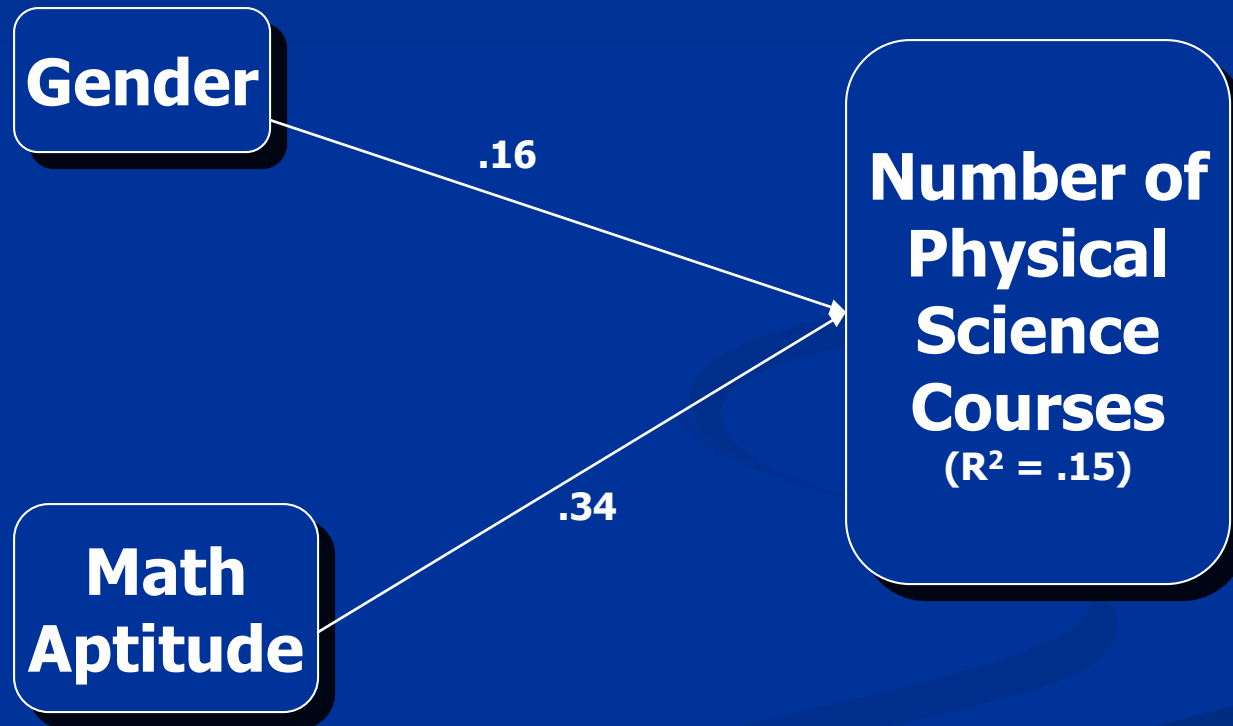 Gender
.16
Number of
Physical
Science
Courses
(R² = .15)
.34
Math
Aptitude